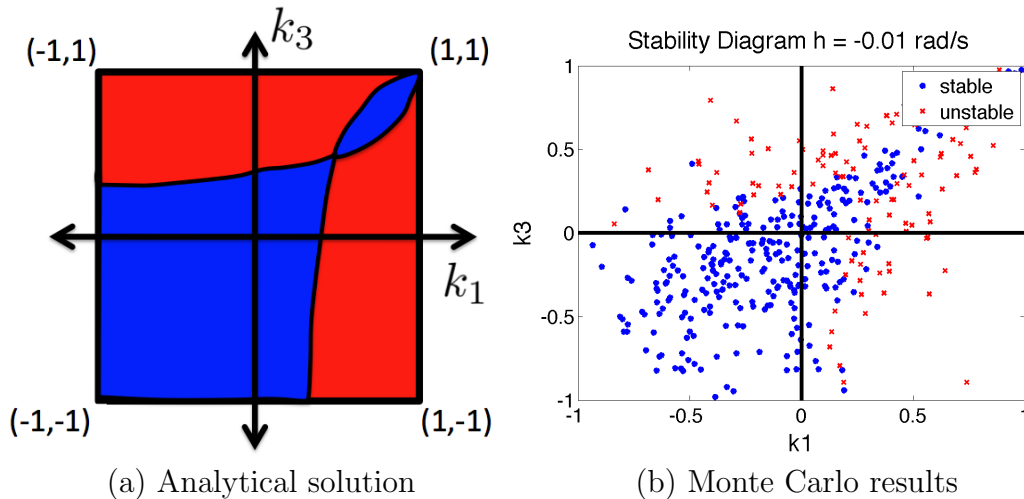 k3
(-1,1)
(1,1)
k1
(-1,-1)
(1,-1)
(a) Analytical solution
Stability Diagram h = -0.01 rad/s
stable
unstable
1
0.5
0
-0.5
-1
k3
-1
-0.5
0
0.5
1
k1
(b) Monte Carlo results